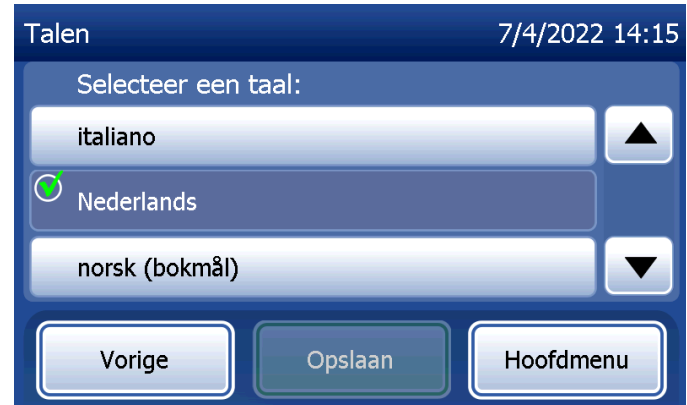 Talen 7/4/2022 14:15
Selecteer een taal:
italiano
Nederlands
norsk (bokmål)
Vorige Opslaan Hoofdmenu